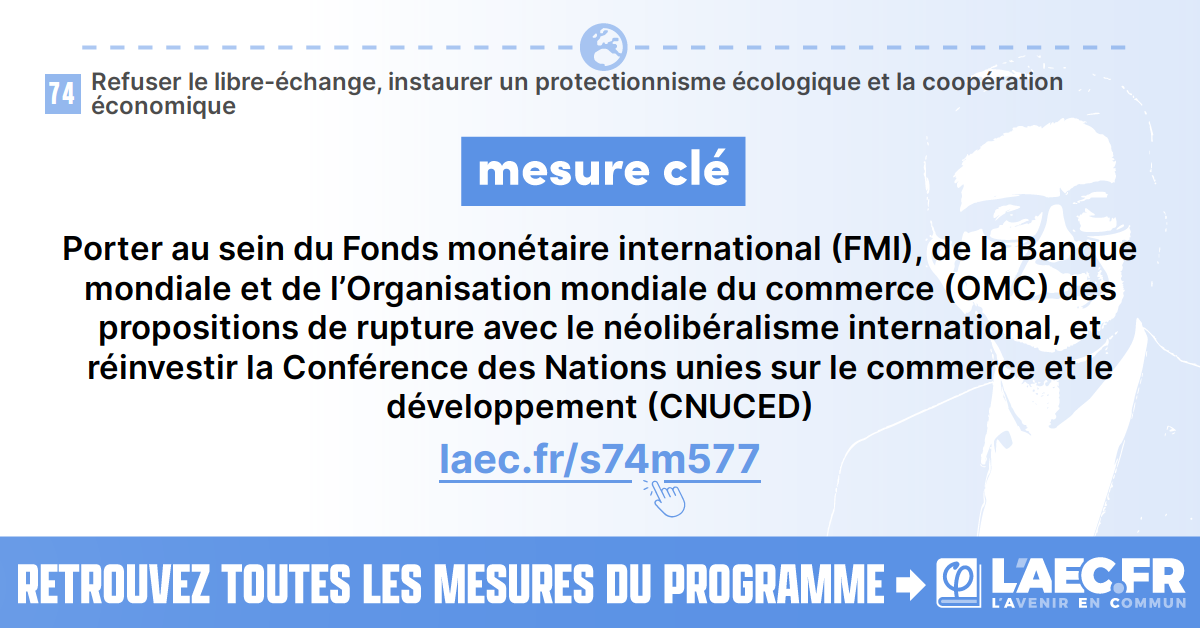 74
Refuser le libre-échange, instaurer un protectionnisme écologique et la coopération
économique
mesure clé
Porter au sein du Fonds monétaire international (FMI), de la Banque
mondiale et de l’Organisation mondiale du commerce (OMC) des
propositions de rupture avec le néolibéralisme international, et
réinvestir la Conférence des Nations unies sur le commerce et le
développement (CNUCED)
laec.fr/s74m577
RETROUVEZ TOUTES LES MESURES DU PROGRAMME
φ
L'AEC.FR
L'AVENIR EN COMMUN